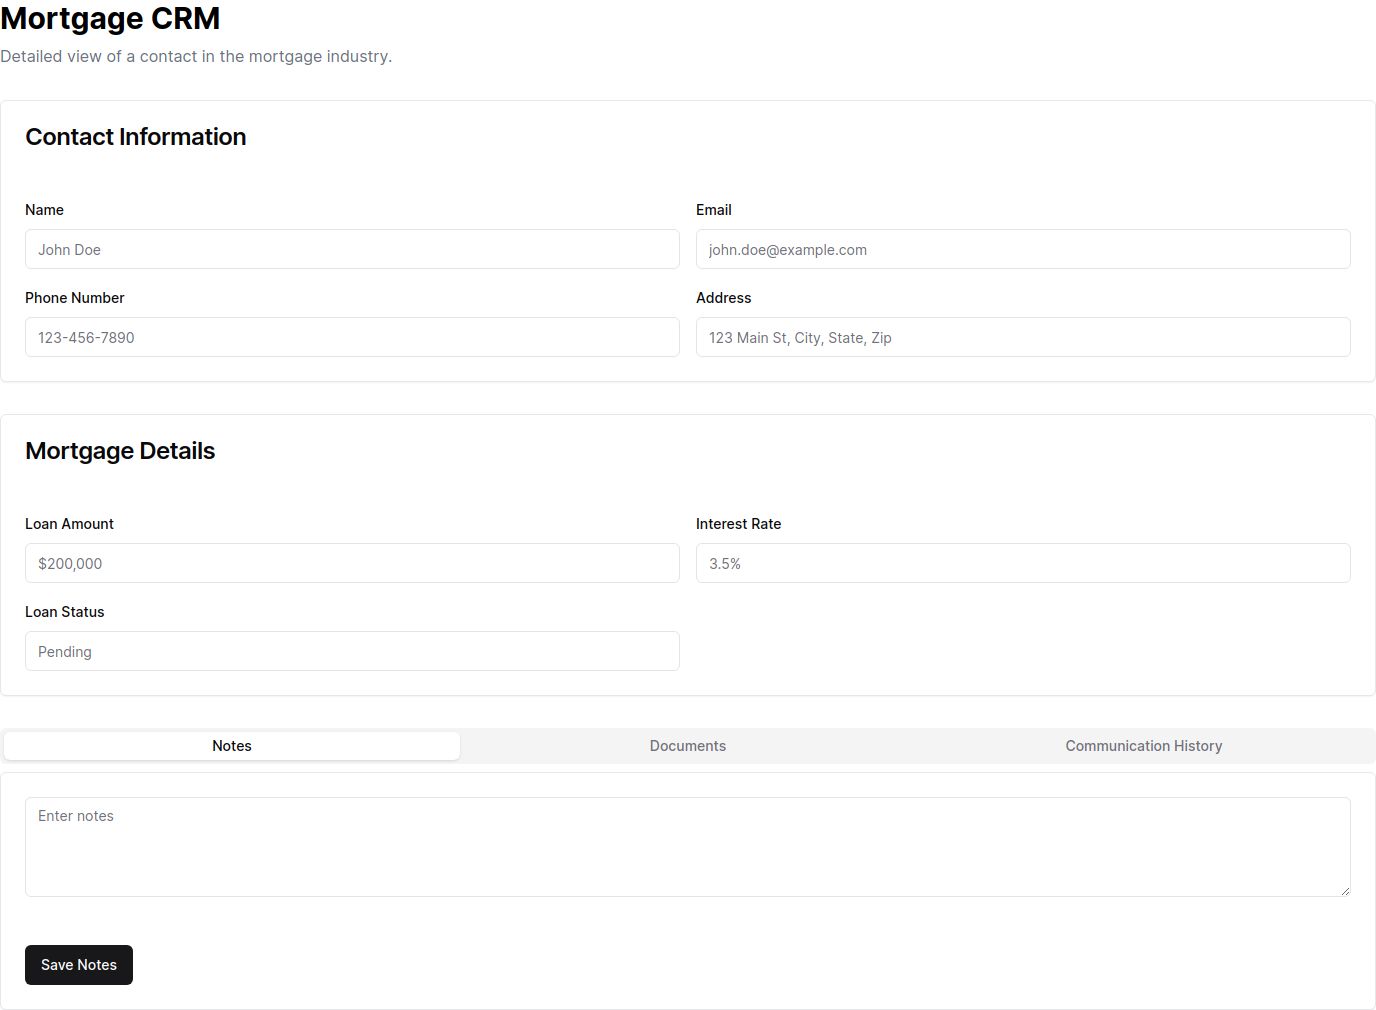 Mortgage CRM
Detailed view of a contact in the mortgage industry.
Contact Information
Name
Email
John Doe
john.doe@example.com
Phone Number
Address
123-456-7890
123 Main St, City, State, Zip
Mortgage Details
Loan Amount
Interest Rate
$200,000
3.5%
Loan Status
Pending
Notes
Documents
Communication History
Enter notes
Save Notes